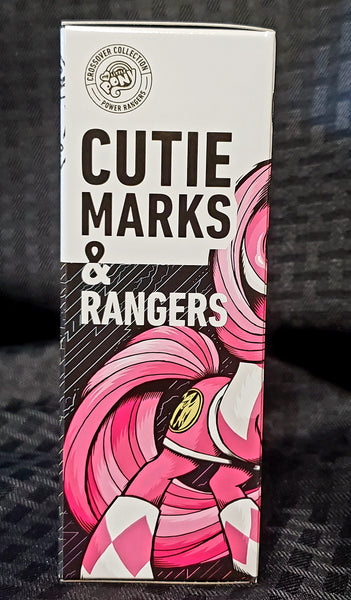 CROSSOVER COLLECTION
MY LITTLE PONY
POWER RANGERS
CUTIE
MARKS
&
RANGERS